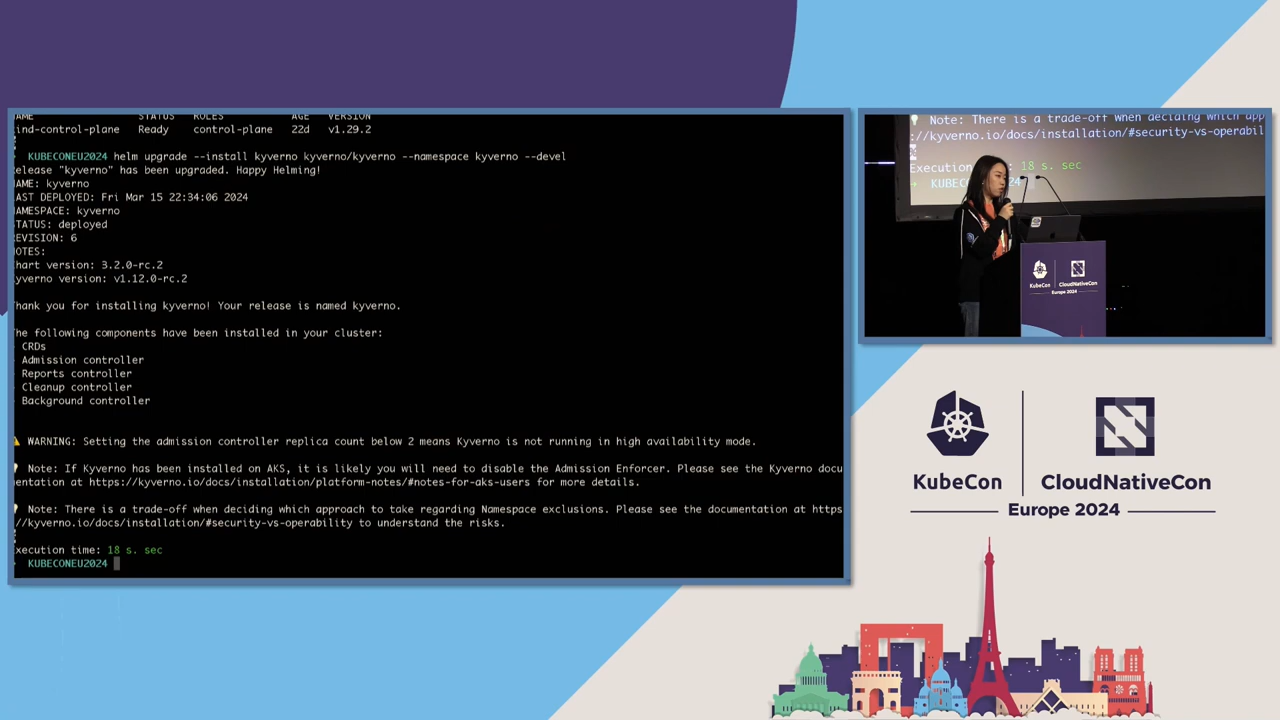 AME STATUS ROLES AGE VERSION
ind-control-plane Ready control-plane 22d v1.29.2
KUBECONEU2024 helm upgrade --install kyverno kyverno/kyverno --namespace kyverno --devel
elease "kyverno" has been upgraded. Happy Helming!
AME: kyverno
AST DEPLOYED: Fri Mar 15 22:34:06 2024
AMESPACE: kyverno
TATUS: deployed
EVISION: 6
OTES:
hart version: 3.2.0-rc.2
yverno version: v1.12.0-rc.2
hank you for installing kyverno! Your release is named kyverno.
he following components have been installed in your cluster:
CRDs
Admission controller
Reports controller
Cleanup controller
Background controller
WARNING: Setting the admission controller replica count below 2 means Kyverno is not running in high availability mode.
Note: If Kyverno has been installed on AKS, it is likely you will need to disable the Admission Enforcer. Please see the Kyverno docu
entation at https://kyverno.io/docs/installation/platform-notes/#notes-for-aks-users for more details.
Note: There is a trade-off when deciding which approach to take regarding Namespace exclusions. Please see the documentation at https
//kyverno.io/docs/installation/#security-vs-operability to understand the risks.
xecution time: 18 s. sec
KUBECONEU2024
Note: There is a trade-off when deciding which app
://kyverno.io/docs/installation/#security-vs-operabil
Execution : 18 s. sec
KUBEC 24
KubeCon CloudNativeCon
Europe 2024
KubeCon CloudNativeCon
Europe 2024